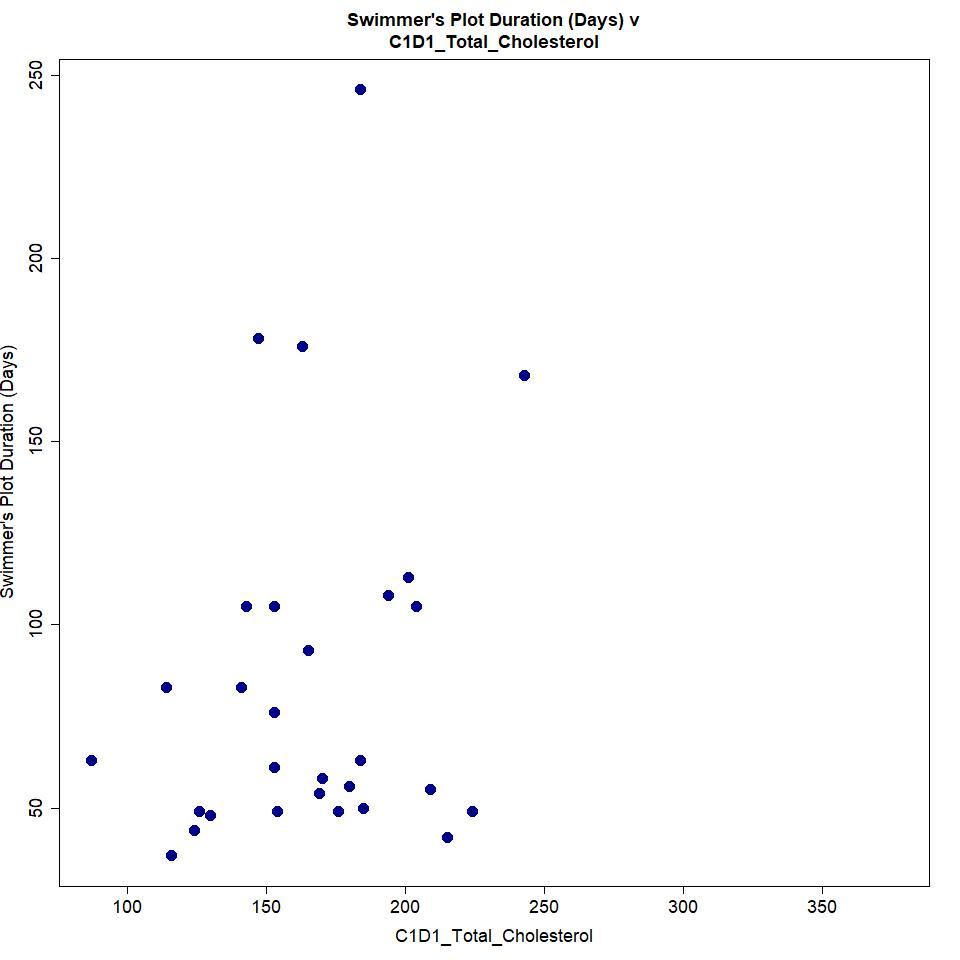 Swimmer's Plot Duration (Days) v
C1D1_Total_Cholesterol
Swimmer's Plot Duration (Days)
250
200
150
100
50
100
150
200
250
300
350
C1D1_Total_Cholesterol